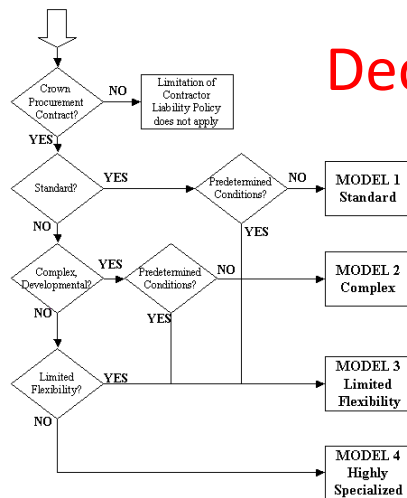 Dec
Crown
Procurement
Contract?
NO
Limitation of
Contractor
Liability Policy
does not apply
YES
Standard?
YES
Predetermined
Conditions?
NO
MODEL 1
Standard
NO
YES
Complex,
Developmental?
YES
Predetermined
Conditions?
NO
MODEL 2
Complex
NO
YES
Limited
Flexibility?
YES
MODEL 3
Limited
Flexibility
NO
MODEL 4
Highly
Specialized